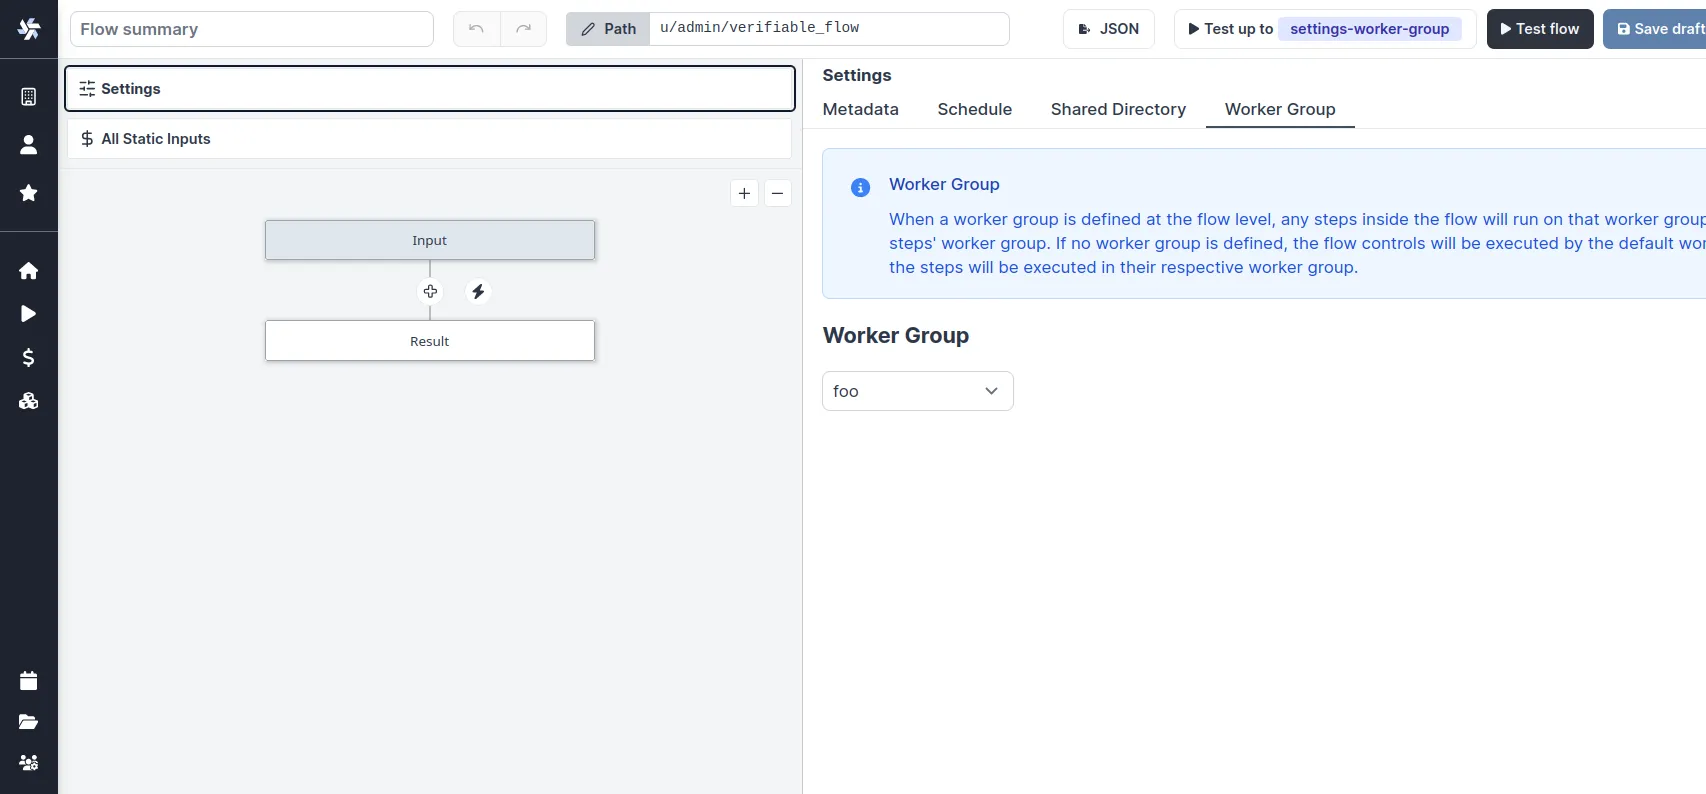 Flow summary
Path
u/admin/verifiable_flow
JSON
Test up to settings-worker-group
Test flow
Save draft
Settings
All Static Inputs
Input
Result
Settings
Metadata
Schedule
Shared Directory
Worker Group
Worker Group
When a worker group is defined at the flow level, any steps inside the flow will run on that worker group
steps' worker group. If no worker group is defined, the flow controls will be executed by the default
the steps will be executed in their respective worker group.
Worker Group
foo